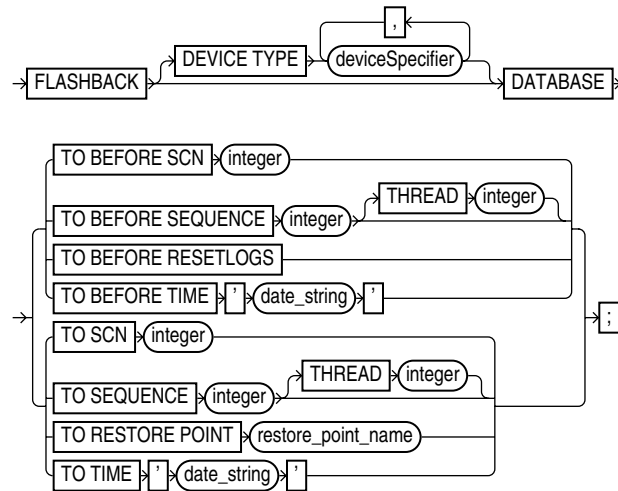 ,
DEVICE TYPE deviceSpecifier
FLASHBACK DATABASE
TO BEFORE SCN integer
THREAD integer
TO BEFORE SEQUENCE integer
TO BEFORE RESETLOGS
TO BEFORE TIME ’ date_string ’
;
TO SCN integer
THREAD integer
TO SEQUENCE integer
TO RESTORE POINT restore_point_name
TO TIME ’ date_string ’